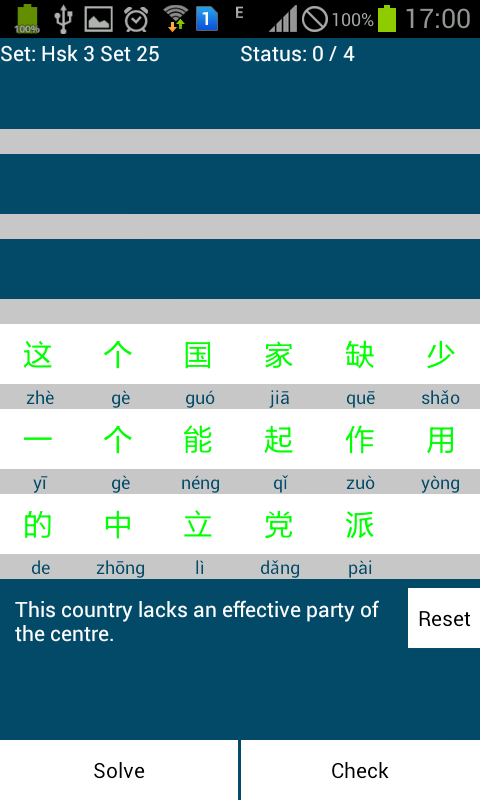 100% 1 E 100% 17:00
Set: Hsk 3 Set 25 Status: 0 / 4
这 个 国 家 缺 少
zhè gè guó jiā quē shǎo
一 个 能 起 作 用
yī gè néng qǐ zuò yòng
的 中 立 党 派
de zhōng lì dǎng pài
This country lacks an effective party of
the centre.
Reset
Solve Check